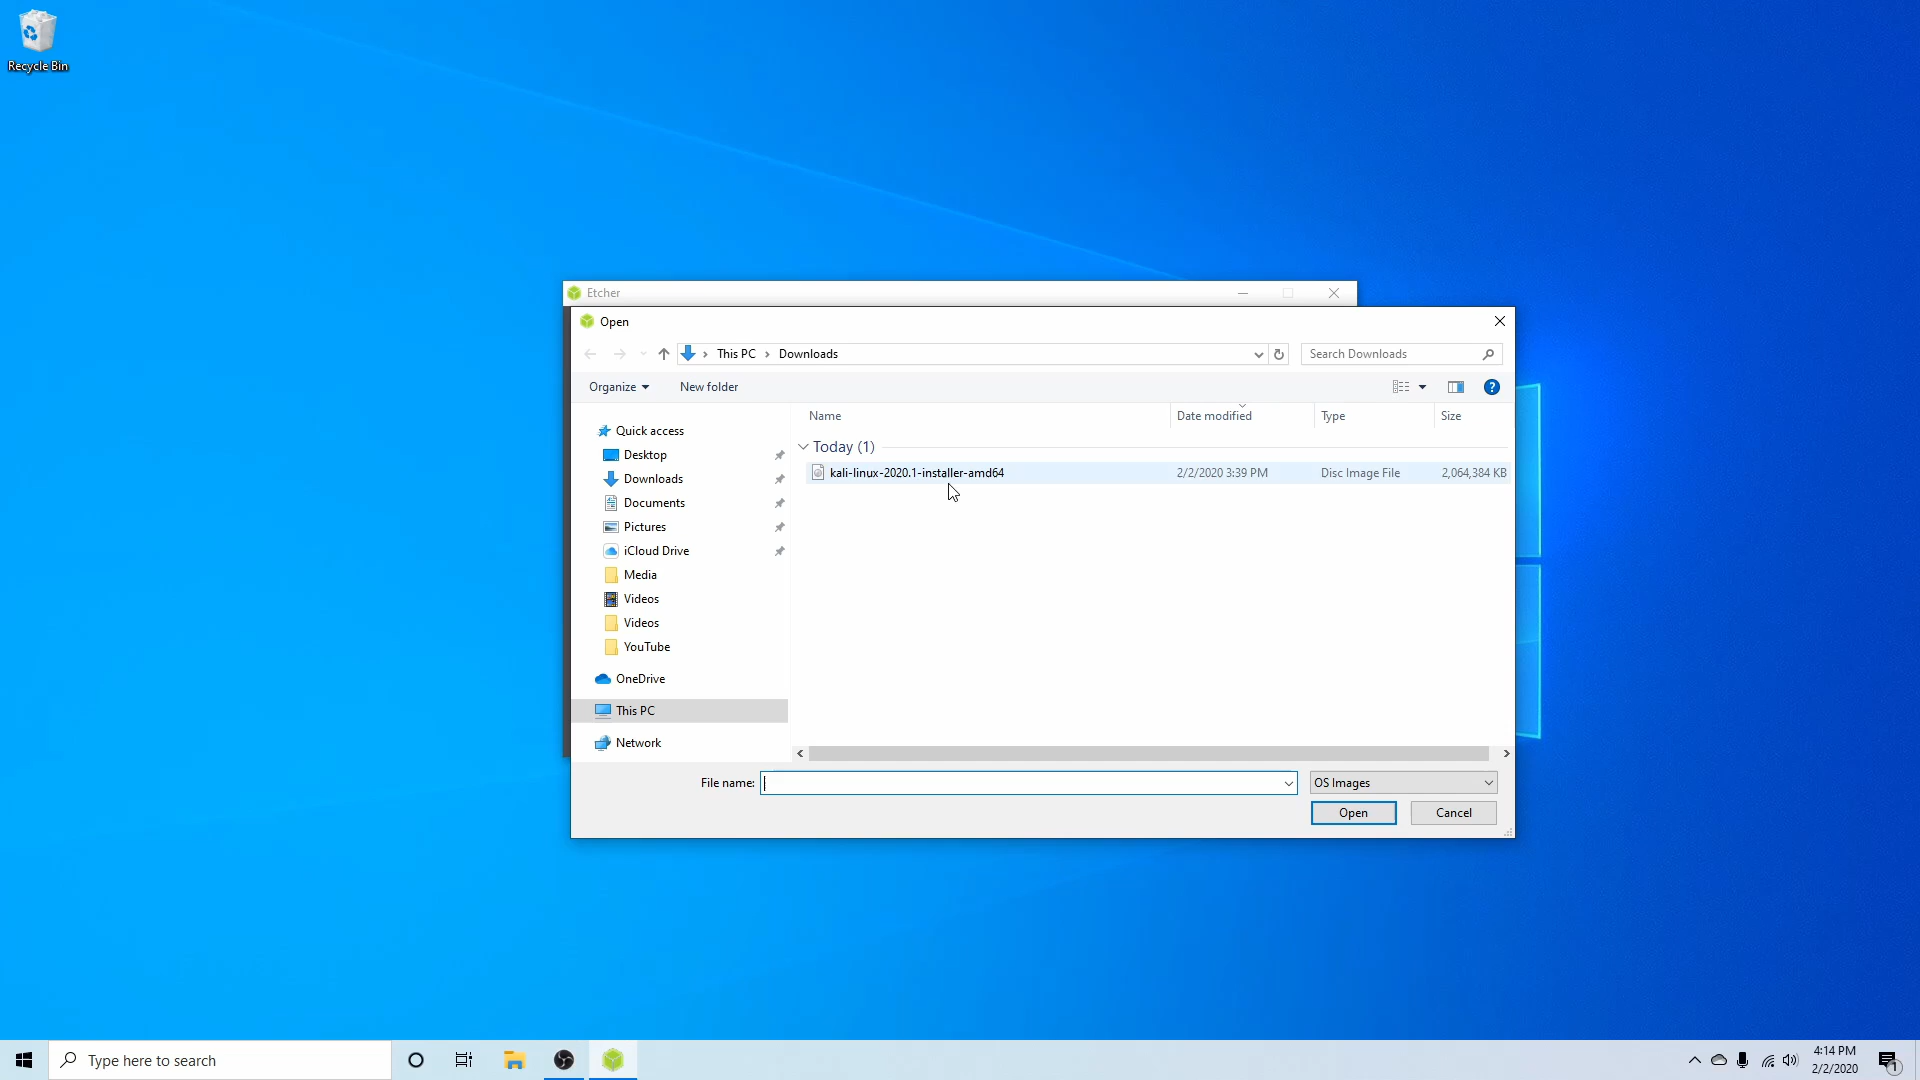 Recycle Bin
Etcher
Open
This PC
Downloads
Search Downloads
Organize
New folder
?
Name
Date modified
Type
Size
Quick access
Desktop
Downloads
Documents
Pictures
iCloud Drive
Media
Videos
Videos
YouTube
OneDrive
This PC
Network
Today (1)
kali-linux-2020.1-installer-amd64
2/2/2020 3:39 PM
Disc Image File
2,064,384 KB
File name:
OS Images
Open
Cancel
Type here to search
4:14 PM
2/2/2020
1